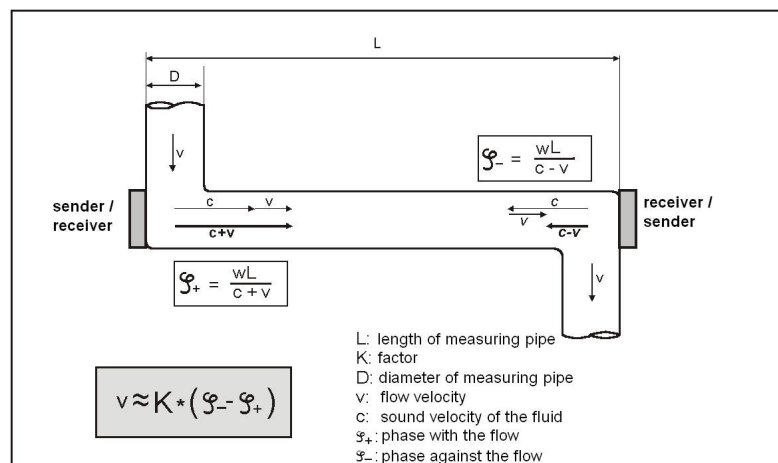 L
D
v
𝒫₋ = wL / c - v
sender /
receiver
c v
c+v
c
v
c-v
receiver /
sender
𝒫₊ = wL / c + v
v
v ≈ K * (𝒫₋ - 𝒫₊)
L: length of measuring pipe
K: factor
D: diameter of measuring pipe
v: flow velocity
c: sound velocity of the fluid
𝒫₊: phase with the flow
𝒫₋: phase against the flow